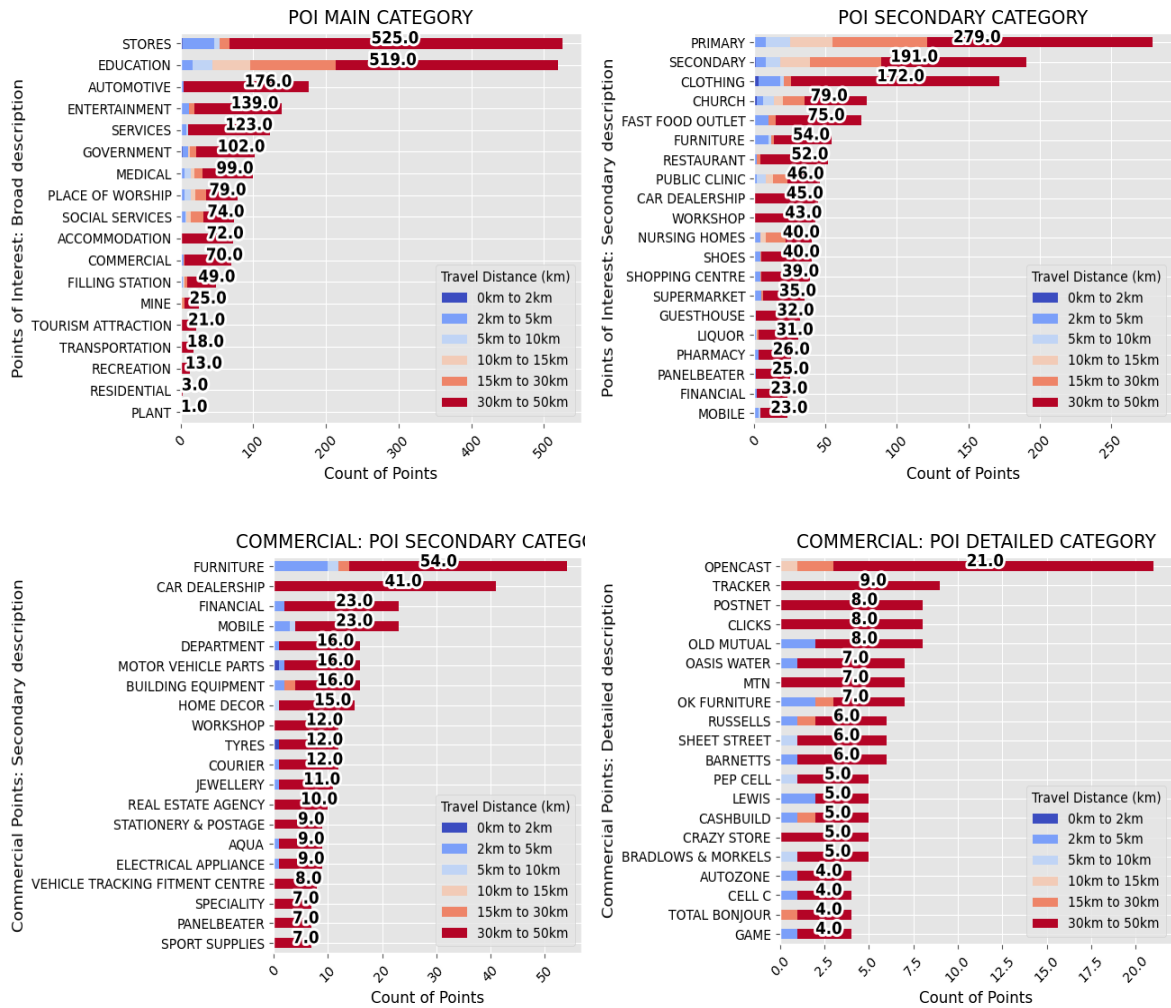 POI MAIN CATEGORY
Points of Interest: Broad description
STORES 525.0
EDUCATION 519.0
AUTOMOTIVE 176.0
ENTERTAINMENT 139.0
SERVICES 123.0
GOVERNMENT 102.0
MEDICAL 99.0
PLACE OF WORSHIP 79.0
SOCIAL SERVICES 74.0
ACCOMMODATION 72.0
COMMERCIAL 70.0
FILLING STATION 49.0
MINE 25.0
TOURISM ATTRACTION 21.0
TRANSPORTATION 18.0
RECREATION 13.0
RESIDENTIAL 3.0
PLANT 1.0
0 100 200 300 400 500
Count of Points
Travel Distance (km)
0km to 2km
2km to 5km
5km to 10km
10km to 15km
15km to 30km
30km to 50km
POI SECONDARY CATEGORY
Points of Interest: Secondary description
PRIMARY 279.0
SECONDARY 191.0
CLOTHING 172.0
CHURCH 79.0
FAST FOOD OUTLET 75.0
FURNITURE 54.0
RESTAURANT 52.0
PUBLIC CLINIC 46.0
CAR DEALERSHIP 45.0
WORKSHOP 43.0
NURSING HOMES 40.0
SHOES 40.0
SHOPPING CENTRE 39.0
SUPERMARKET 35.0
GUESTHOUSE 32.0
LIQUOR 31.0
PHARMACY 26.0
PANELBEATER 25.0
FINANCIAL 23.0
MOBILE 23.0
0 50 100 150 200 250
Count of Points
Travel Distance (km)
0km to 2km
2km to 5km
5km to 10km
10km to 15km
15km to 30km
30km to 50km
COMMERCIAL: POI SECONDARY CATEG
Commercial Points: Secondary description
FURNITURE 54.0
CAR DEALERSHIP 41.0
FINANCIAL 23.0
MOBILE 23.0
DEPARTMENT 16.0
MOTOR VEHICLE PARTS 16.0
BUILDING EQUIPMENT 16.0
HOME DECOR 15.0
WORKSHOP 12.0
TYRES 12.0
COURIER 12.0
JEWELLERY 11.0
REAL ESTATE AGENCY 10.0
STATIONERY & POSTAGE 9.0
AQUA 9.0
ELECTRICAL APPLIANCE 9.0
VEHICLE TRACKING FITMENT CENTRE 8.0
SPECIALITY 7.0
PANELBEATER 7.0
SPORT SUPPLIES 7.0
0 10 20 30 40 50
Count of Points
Travel Distance (km)
0km to 2km
2km to 5km
5km to 10km
10km to 15km
15km to 30km
30km to 50km
COMMERCIAL: POI DETAILED CATEGORY
Commercial Points: Detailed description
OPENCAST 21.0
TRACKER 9.0
POSTNET 8.0
CLICKS 8.0
OLD MUTUAL 8.0
OASIS WATER 7.0
MTN 7.0
OK FURNITURE 7.0
RUSSELLS 6.0
SHEET STREET 6.0
BARNETTS 6.0
PEP CELL 5.0
LEWIS 5.0
CASHBUILD 5.0
CRAZY STORE 5.0
BRADLOWS & MORKELS 5.0
AUTOZONE 4.0
CELL C 4.0
TOTAL BONJOUR 4.0
GAME 4.0
0.0 2.5 5.0 7.5 10.0 12.5 15.0 17.5 20.0
Count of Points
Travel Distance (km)
0km to 2km
2km to 5km
5km to 10km
10km to 15km
15km to 30km
30km to 50km